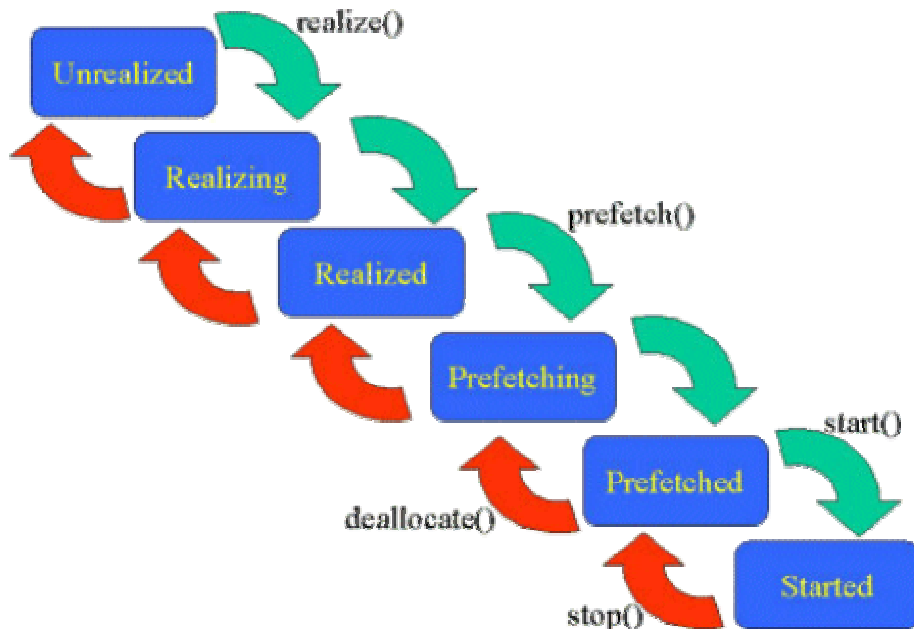 realize()
Unrealized
Realizing
prefetch()
Realized
Prefetching
start()
Prefetched
deallocate()
Started
stop()